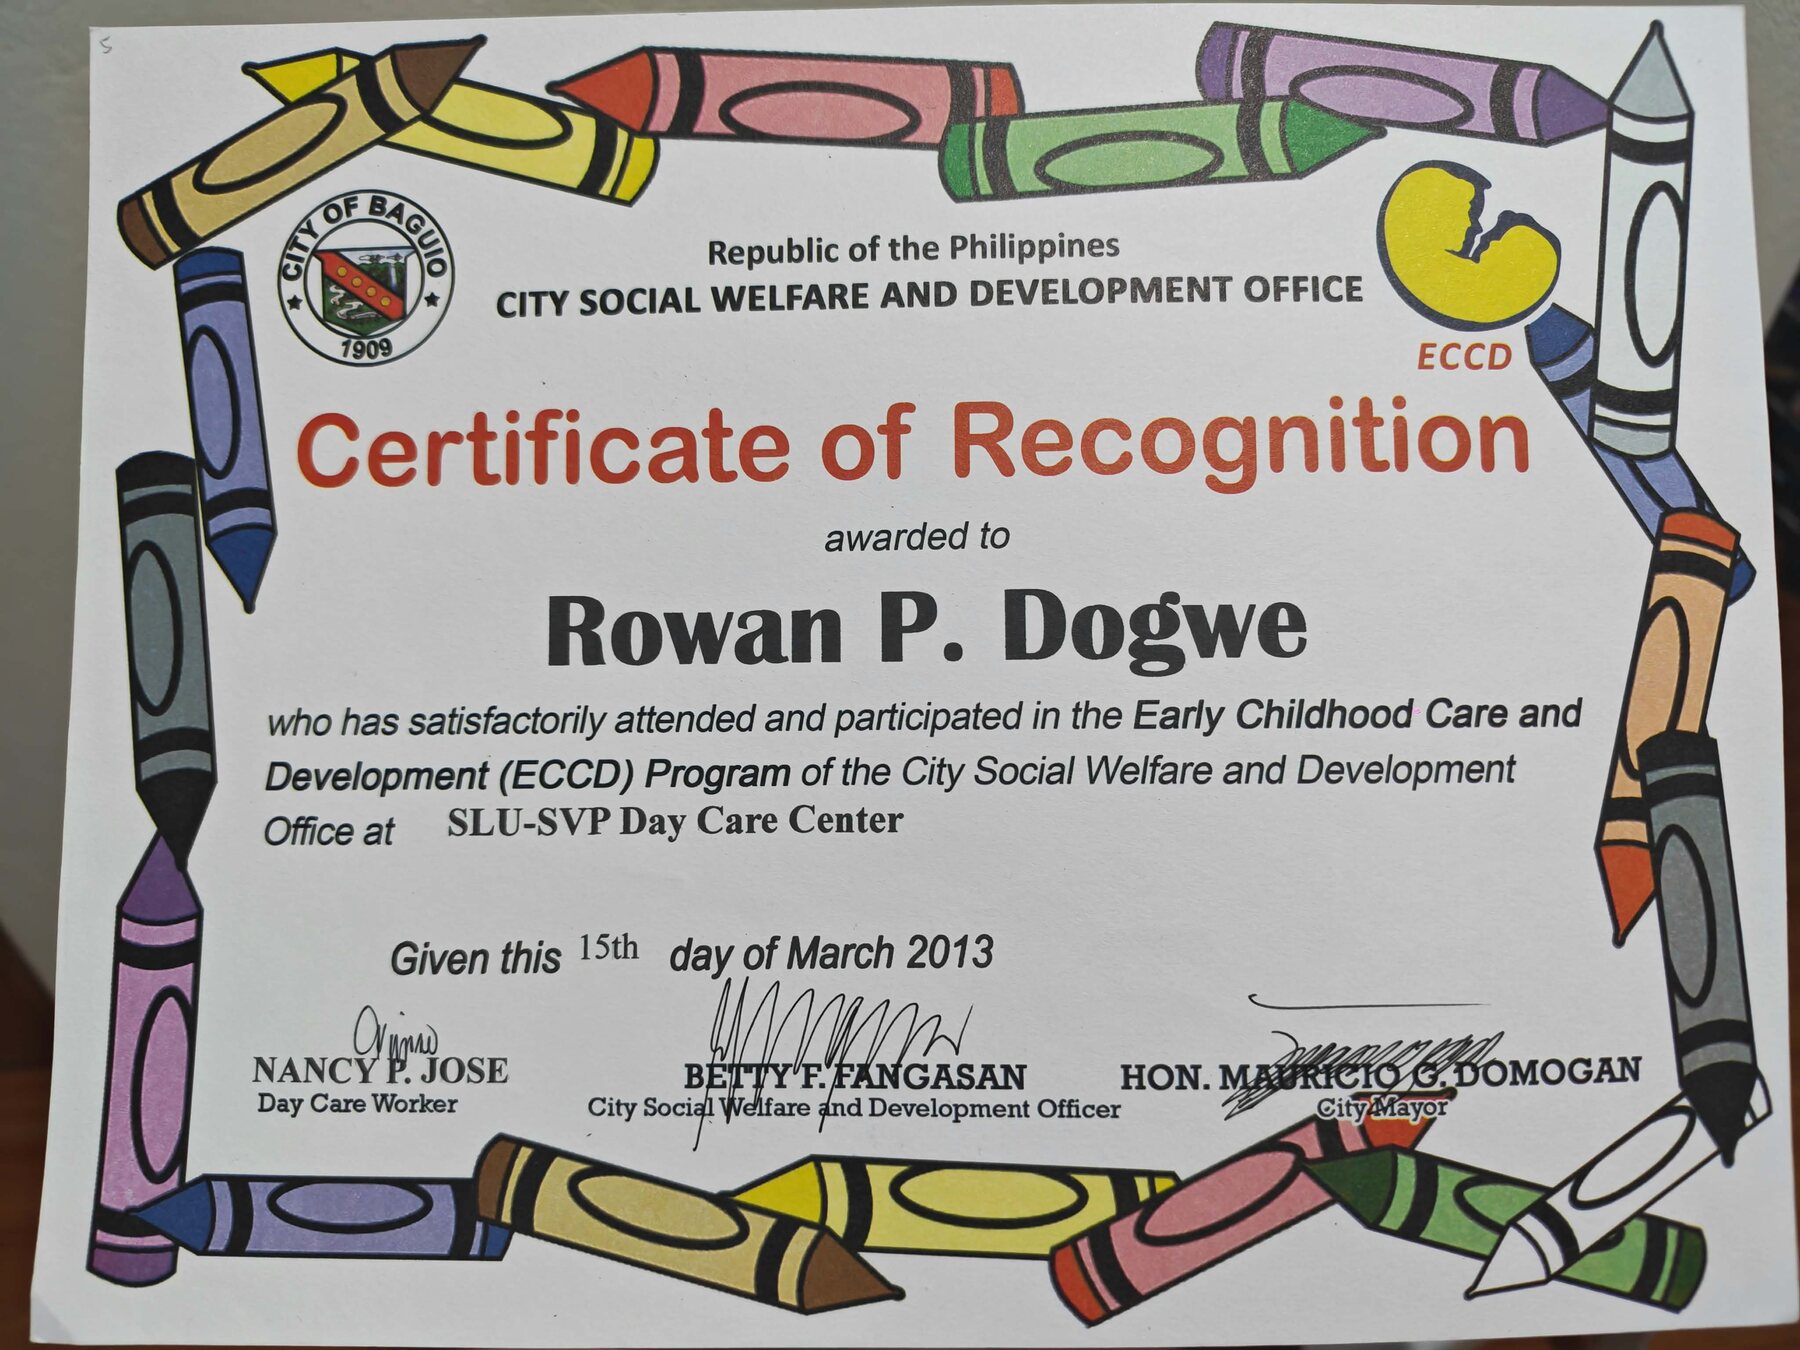 5
CITY OF BAGUIO
1909
Republic of the Philippines
CITY SOCIAL WELFARE AND DEVELOPMENT OFFICE
ECCD
Certificate of Recognition
awarded to
Rowan P. Dogwe
who has satisfactorily attended and participated in the Early Childhood Care and
Development (ECCD) Program of the City Social Welfare and Development
Office at SLU-SVP Day Care Center
Given this 15th day of March 2013
NANCY P. JOSE
Day Care Worker
BETTY F. FANGASAN
City Social Welfare and Development Officer
HON. MAURICIO G. DOMOGAN
City Mayor